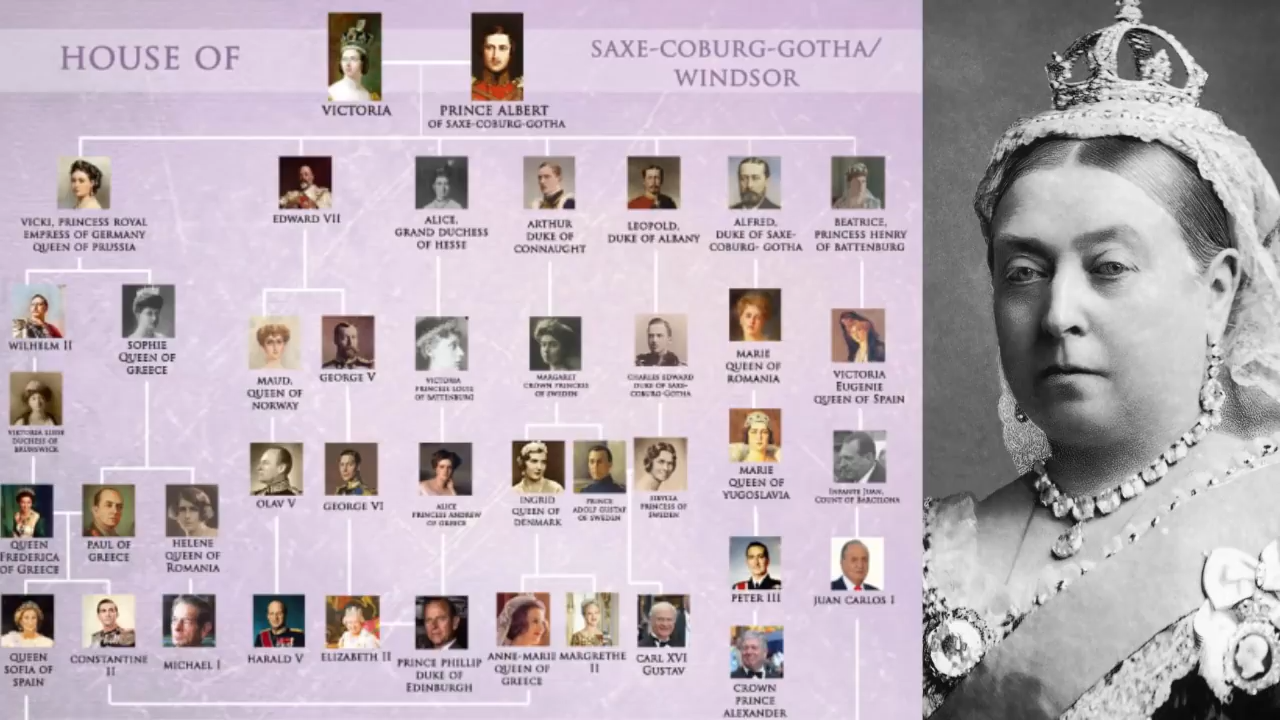 HOUSE OF
SAXE-COBURG-GOTHA/
WINDSOR
VICTORIA
PRINCE ALBERT
OF SAXE-COBURG-GOTHA
VICKI, PRINCESS ROYAL
EMPRESS OF GERMANY
QUEEN OF PRUSSIA
EDWARD VII
ALICE,
GRAND DUCHESS
OF HESSE
ARTHUR
DUKE OF
CONNAUGHT
LEOPOLD,
DUKE OF ALBANY
ALFRED,
DUKE OF SAXE-
COBURG- GOTHA
BEATRICE,
PRINCESS HENRY
OF BATTENBURG
WILHELM II
SOPHIE
QUEEN OF
GREECE
MAUD,
QUEEN OF
NORWAY
GEORGE V
VICTORIA
PRINCESS LOUIS
OF BATTENBURG
MARGARET
CROWN PRINCESS
OF SWEDEN
CHARLES EDWARD
DUKE OF SAXE-
COBURG-GOTHA
MARIE
QUEEN OF
ROMANIA
VICTORIA
EUGENIE
QUEEN OF SPAIN
VIKTORIA LUISE
DUCHESS OF
BRUNSWICK
OLAV V
GEORGE VI
ALICE
PRINCESS ANDREW
OF GREECE
INGRID
QUEEN OF
DENMARK
PRINCE
ADOLF GUSTAF
OF SWEDEN
SIBYLLA
PRINCESS OF
SWEDEN
MARIE
QUEEN OF
YUGOSLAVIA
INFANTE JUAN,
COUNT OF BARCELONA
QUEEN
FREDERICA
OF GREECE
PAUL OF
GREECE
HELENE
QUEEN OF
ROMANIA
PETER III
JUAN CARLOS I
QUEEN
SOFIA OF
SPAIN
CONSTANTINE
II
MICHAEL I
HARALD V
ELIZABETH II
PRINCE PHILLIP
DUKE OF
EDINBURGH
ANNE-MARIE
QUEEN OF
GREECE
MARGRETHE
II
CARL XVI
GUSTAV
CROWN
PRINCE
ALEXANDER